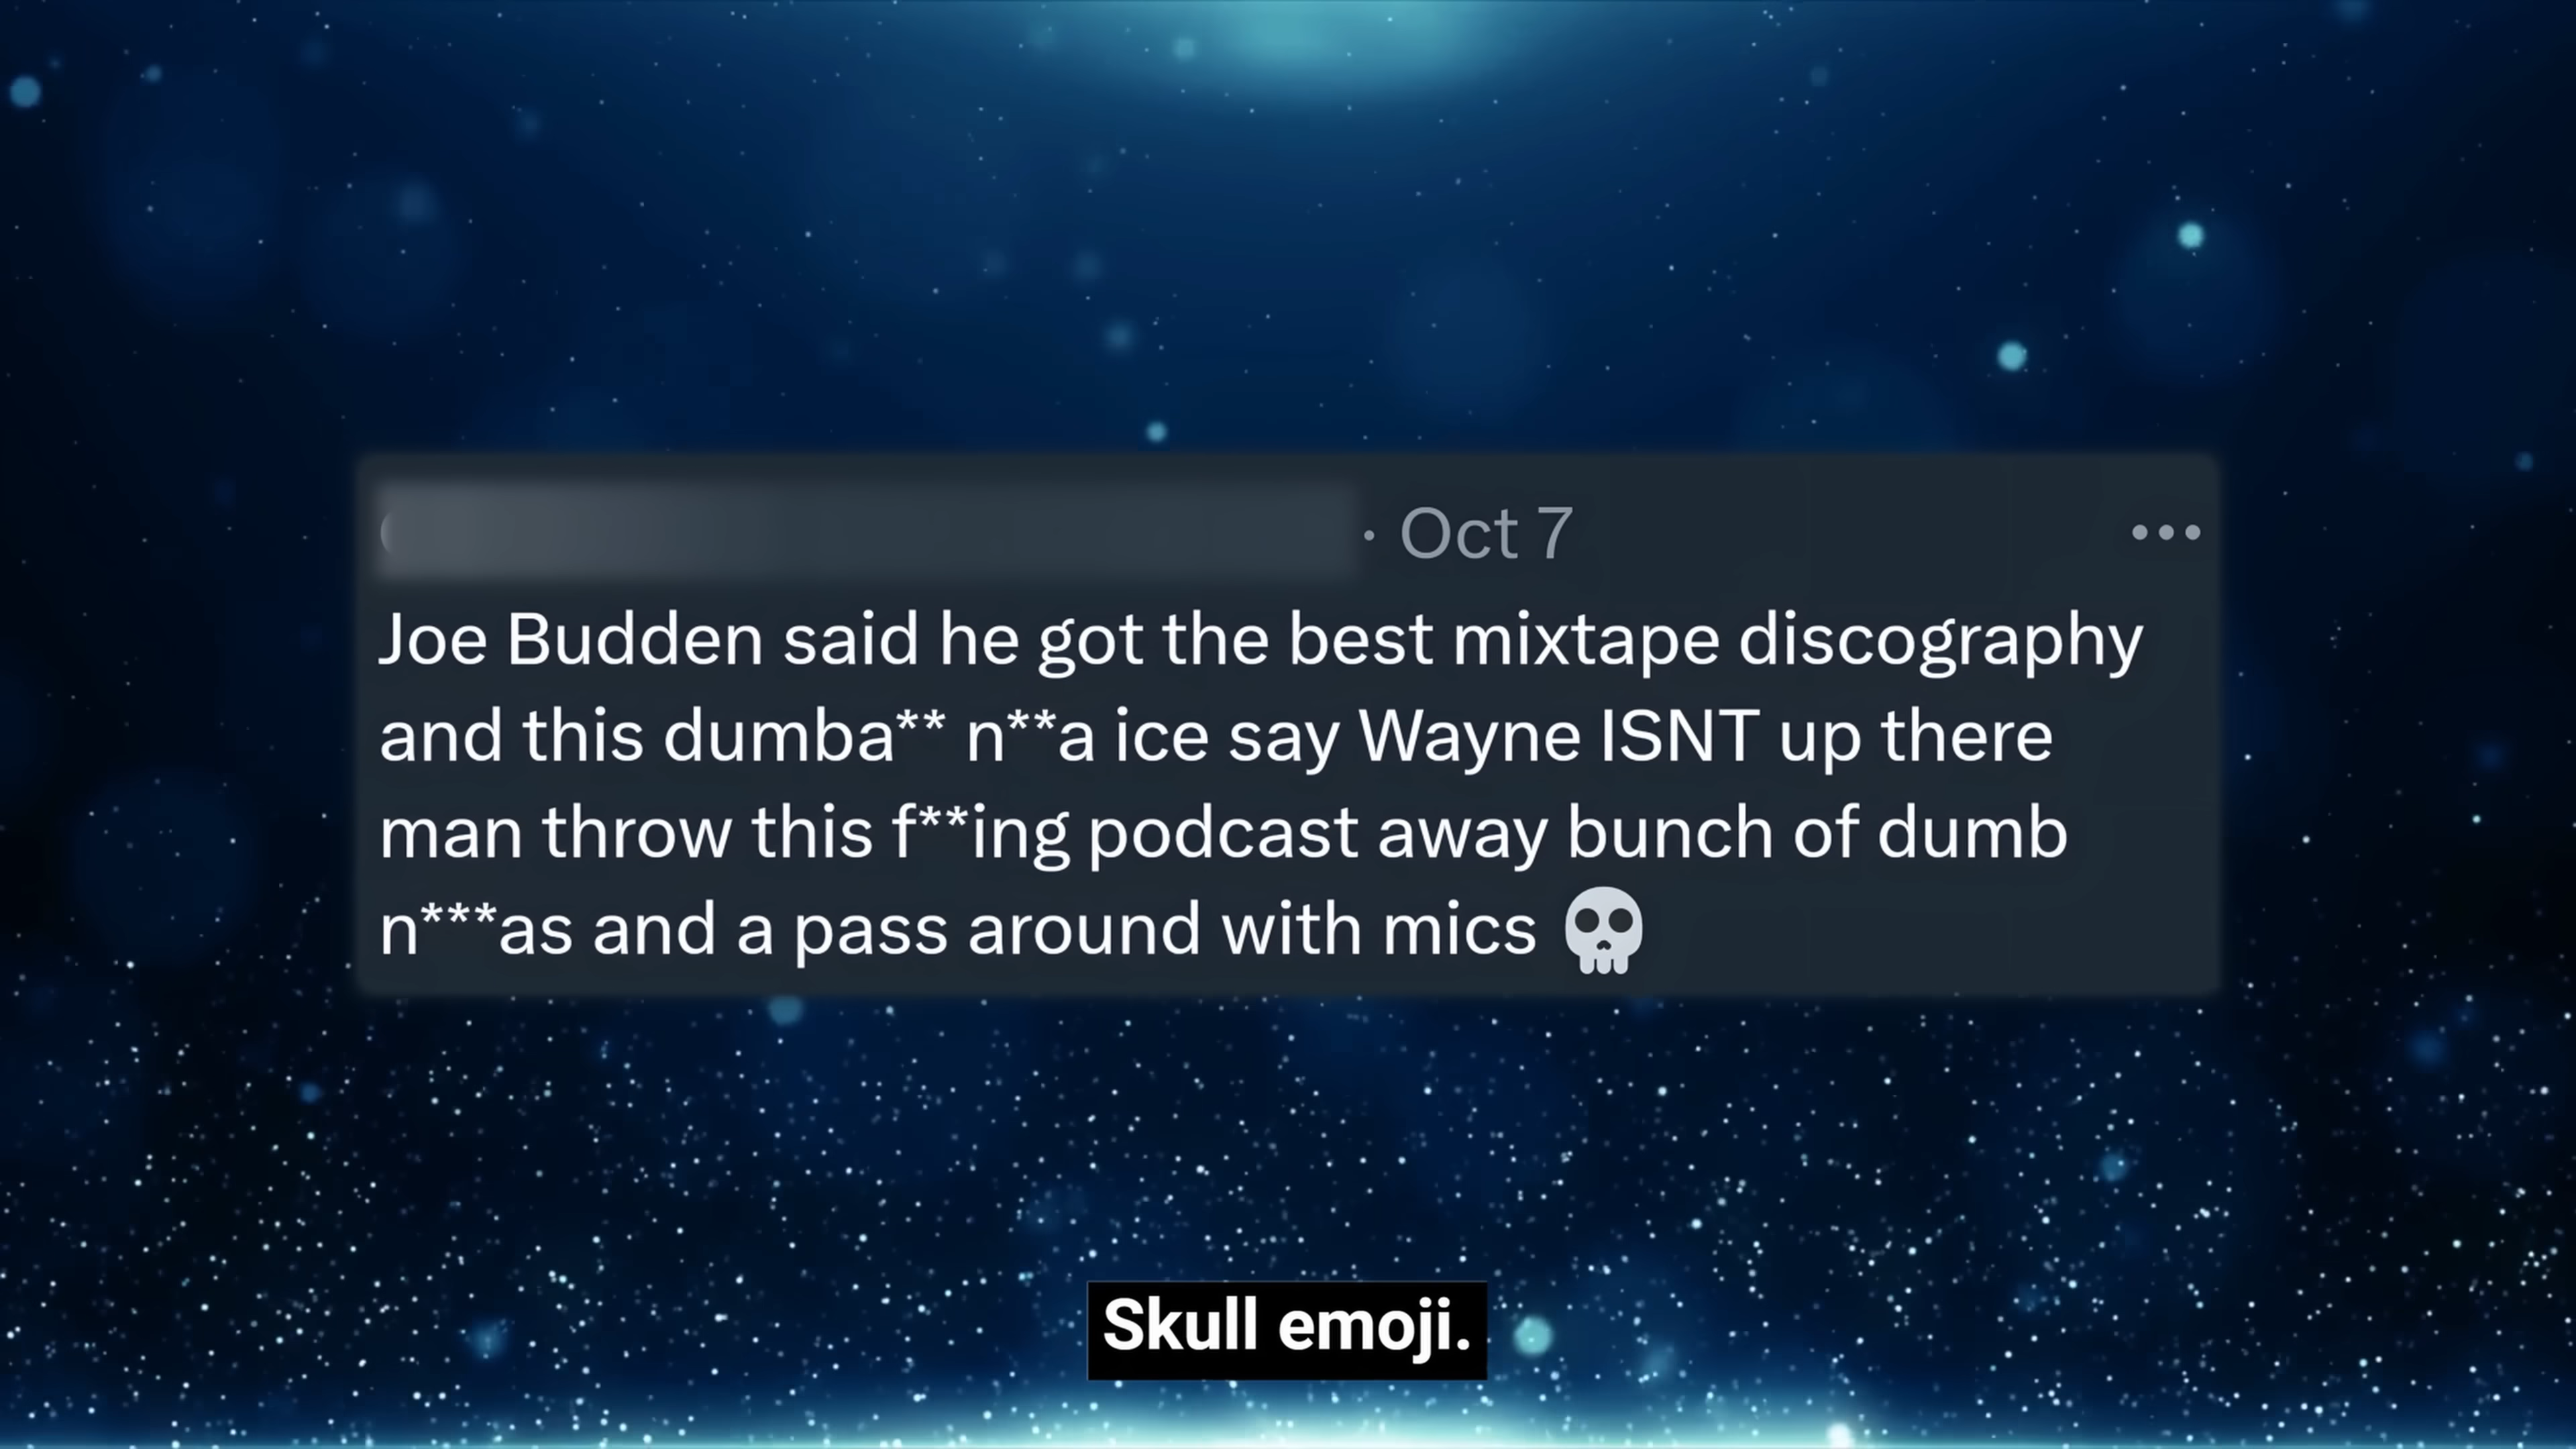 · Oct 7
Joe Budden said he got the best mixtape discography
and this dumba** n**a ice say Wayne ISNT up there
man throw this f**ing podcast away bunch of dumb
n***as and a pass around with mics 💀
Skull emoji.